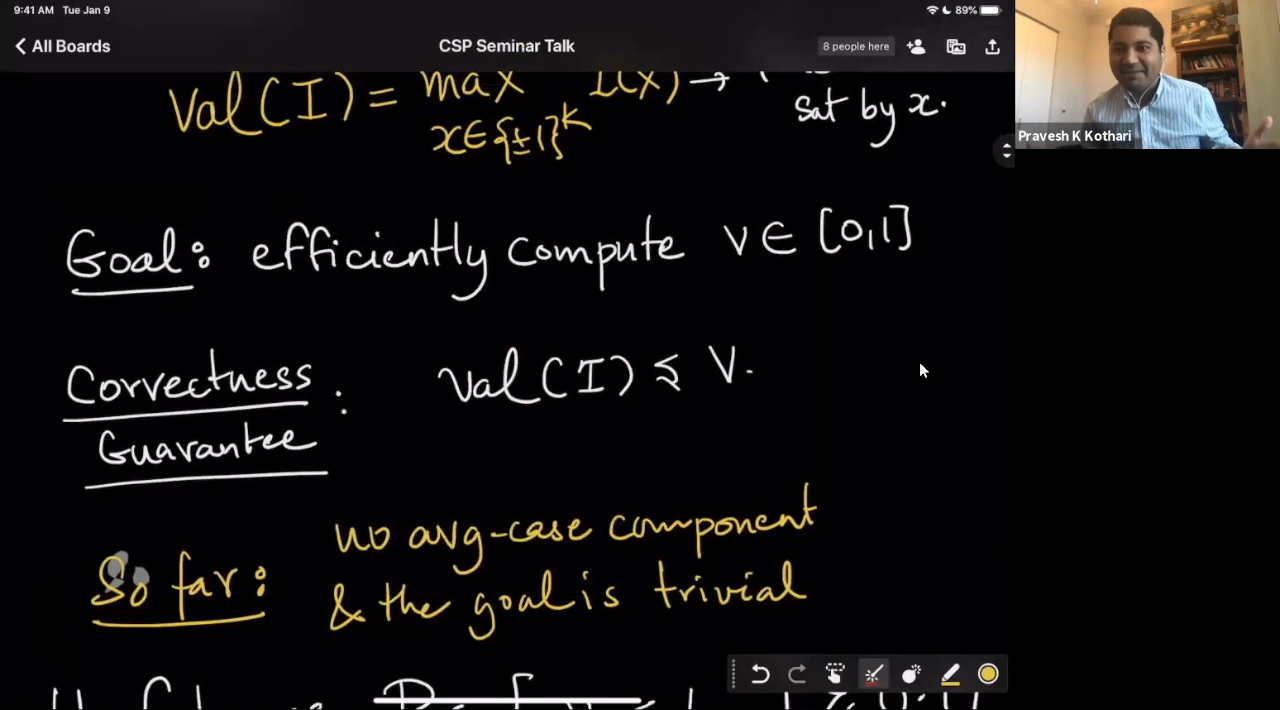 9:41 AM Tue Jan 9
89%
All Boards
CSP Seminar Talk
8 people here
Pravesh K Kothari
Val(I) = max I(x) →
x∈{±1}^k
sat by x.
Goal: efficiently compute v ∈ [0,1]
Correctness
Guarantee : Val(I) ≤ V.
So far: no avg-case component
& the goal is trivial